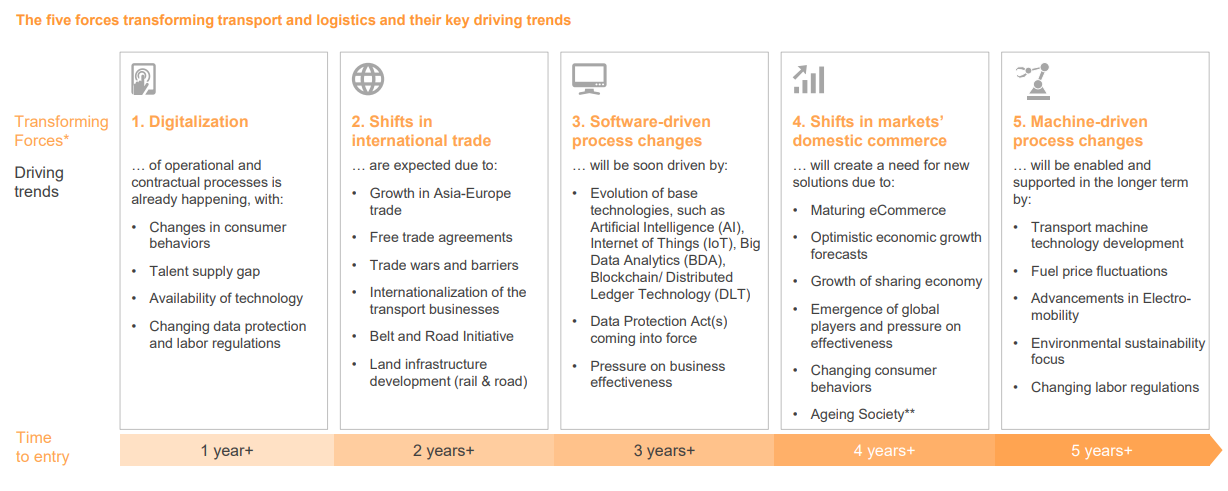 The five forces transforming transport and logistics and their key driving trends
Transforming
Forces*
Driving
trends
1. Digitalization
… of operational and
contractual processes is
already happening, with:
• Changes in consumer
behaviors
• Talent supply gap
• Availability of technology
• Changing data protection
and labor regulations
2. Shifts in
international trade
… are expected due to:
• Growth in Asia-Europe
trade
• Free trade agreements
• Trade wars and barriers
• Internationalization of the
transport businesses
• Belt and Road Initiative
• Land infrastructure
development (rail & road)
3. Software-driven
process changes
… will be soon driven by:
• Evolution of base
technologies, such as
Artificial Intelligence (AI),
Internet of Things (IoT), Big
Data Analytics (BDA),
Blockchain/ Distributed
Ledger Technology (DLT)
• Data Protection Act(s)
coming into force
• Pressure on business
effectiveness
4. Shifts in markets’
domestic commerce
… will create a need for new
solutions due to:
• Maturing eCommerce
• Optimistic economic growth
forecasts
• Growth of sharing economy
• Emergence of global
players and pressure on
effectiveness
• Changing consumer
behaviors
• Ageing Society**
5. Machine-driven
process changes
… will be enabled and
supported in the longer term
by:
• Transport machine
technology development
• Fuel price fluctuations
• Advancements in Electro-
mobility
• Environmental sustainability
focus
• Changing labor regulations
Time
to entry
1 year+
2 years+
3 years+
4 years+
5 years+